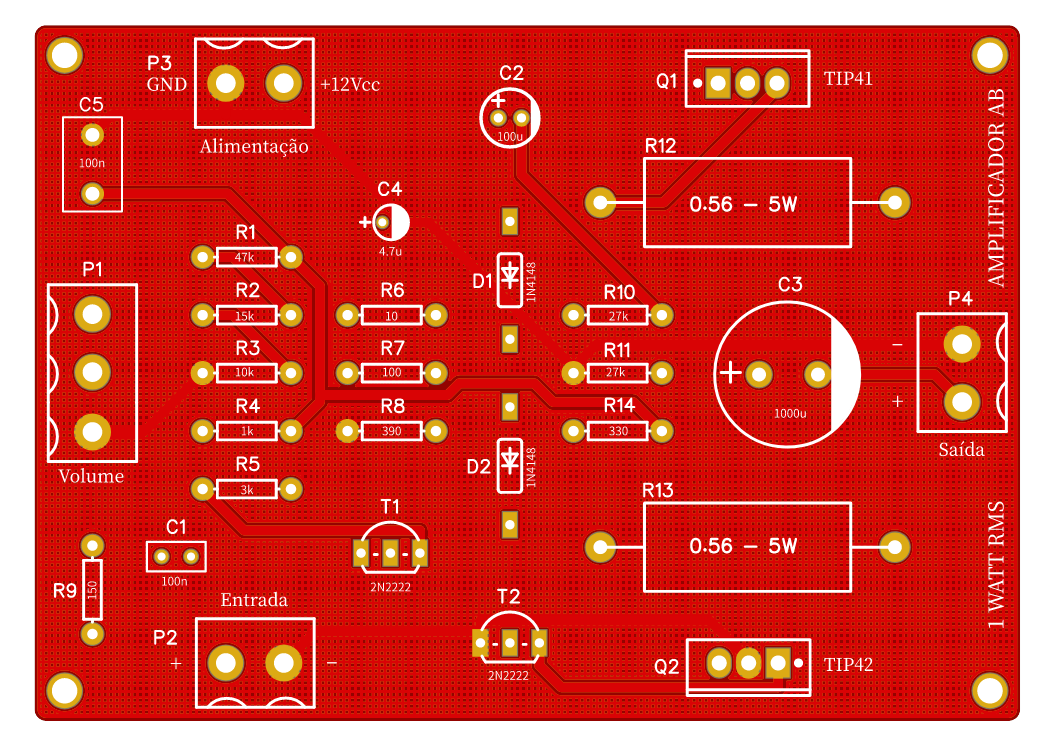 P3
GND
+12Vcc
Alimentação
C5
100n
C2
+
100u
Q1
TIP41
R12
0.56 – 5W
AMPLIFICADOR AB
C4
+
4.7u
R1
47k
D1
1N4148
P1
R2
15k
R6
10
R10
27k
C3
+
1000u
P4
–
+
Saída
R3
10k
R7
100
R11
27k
R4
1k
R8
390
R14
330
Volume
R5
3k
D2
1N4148
T1
2N2222
R13
0.56 – 5W
1 WATT RMS
C1
100n
R9
150
Entrada
P2
+
–
T2
2N2222
Q2
TIP42